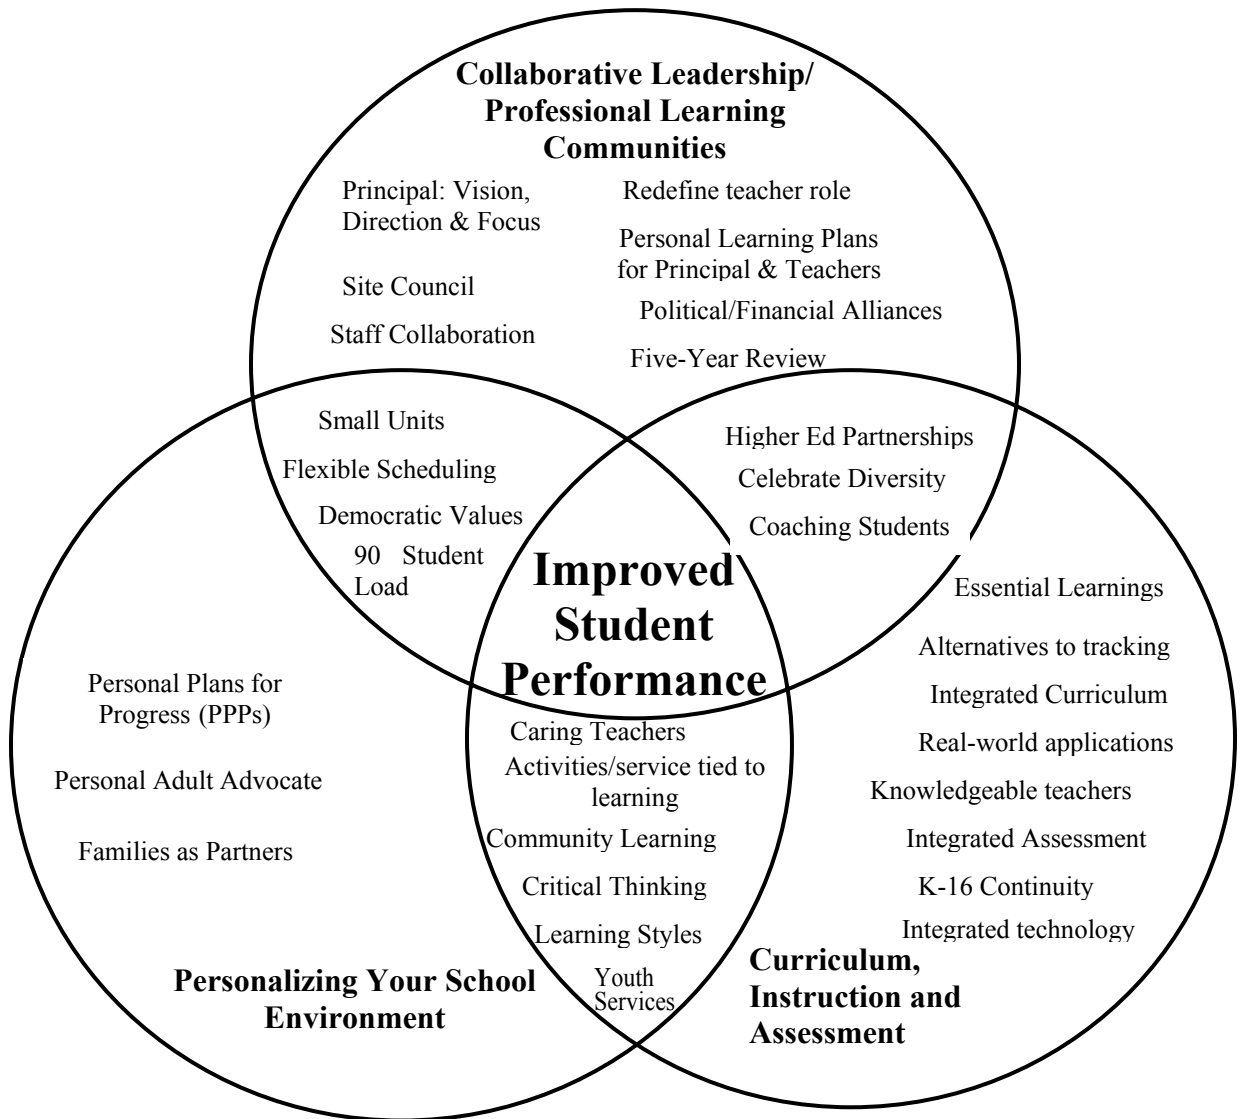 Collaborative Leadership/
Professional Learning
Communities
Principal: Vision,
Direction & Focus
Site Council
Staff Collaboration
Redefine teacher role
Personal Learning Plans
for Principal & Teachers
Political/Financial Alliances
Five-Year Review
Small Units
Flexible Scheduling
Democratic Values
90 Student
Load
Higher Ed Partnerships
Celebrate Diversity
Coaching Students
Improved
Student
Performance
Personal Plans for
Progress (PPPs)
Personal Adult Advocate
Families as Partners
Personalizing Your School
Environment
Caring Teachers
Activities/service tied to
learning
Community Learning
Critical Thinking
Learning Styles
Youth
Services
Essential Learnings
Alternatives to tracking
Integrated Curriculum
Real-world applications
Knowledgeable teachers
Integrated Assessment
K-16 Continuity
Integrated technology
Curriculum,
Instruction and
Assessment